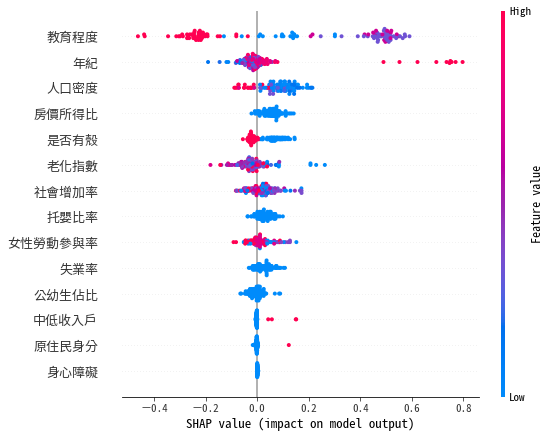 High
教育程度
年紀
人口密度
房價所得比
是否有殼
老化指數
社會增加率
托嬰比率
女性勞動參與率
失業率
公幼生佔比
中低收入戶
原住民身分
身心障礙
Feature value
Low
−0.4 −0.2 0.0 0.2 0.4 0.6 0.8
SHAP value (impact on model output)